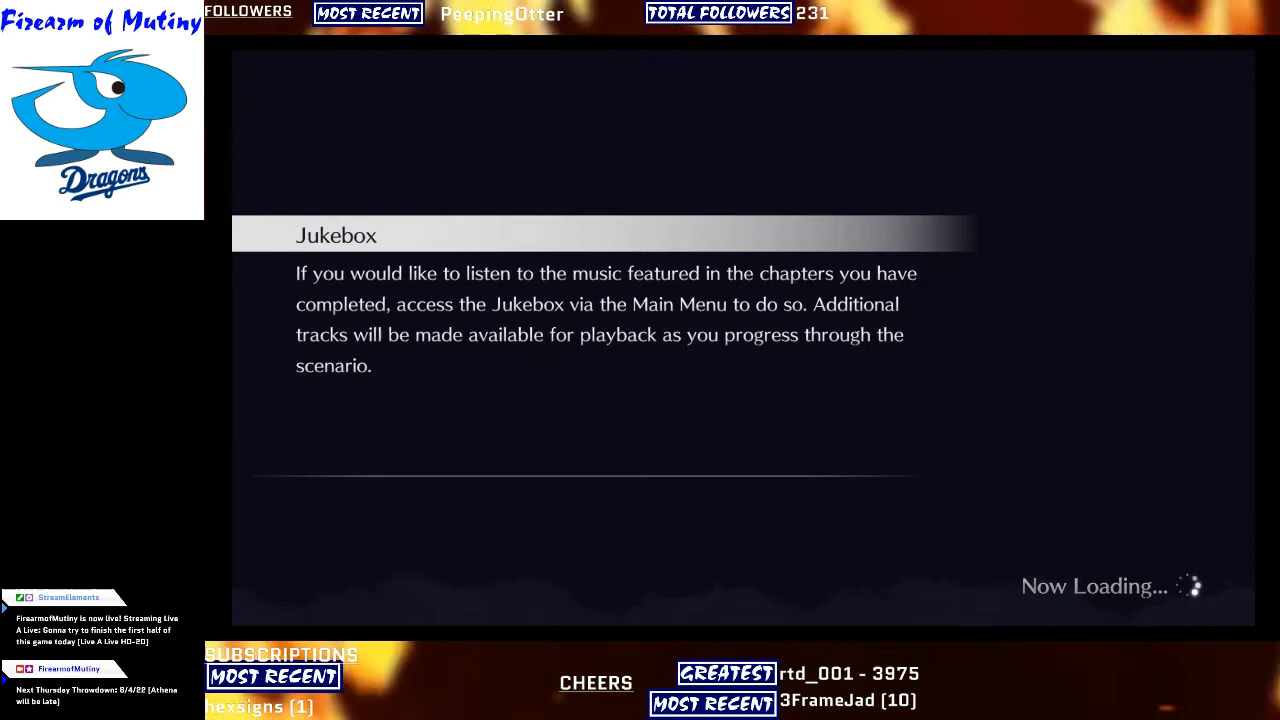 Firearm of Mutiny
FOLLOWERS
MOST RECENT
PeepingOtter
TOTAL FOLLOWERS
231
Dragons
Jukebox
If you would like to listen to the music featured in the chapters you have
completed, access the Jukebox via the Main Menu to do so. Additional
tracks will be made available for playback as you progress through the
scenario.
Now Loading...
StreamElements
FirearmofMutiny is now live! Streaming Live
A Live: Gonna try to finish the first half of
this game today [Live A Live HD-2D]
FirearmofMutiny
Next Thursday Throwdown: 8/4/22 [Athena
will be late]
SUBSCRIPTIONS
MOST RECENT
hexsigns [1]
CHEERS
GREATEST
rtd_001 - 3975
MOST RECENT
3FrameJad [10]